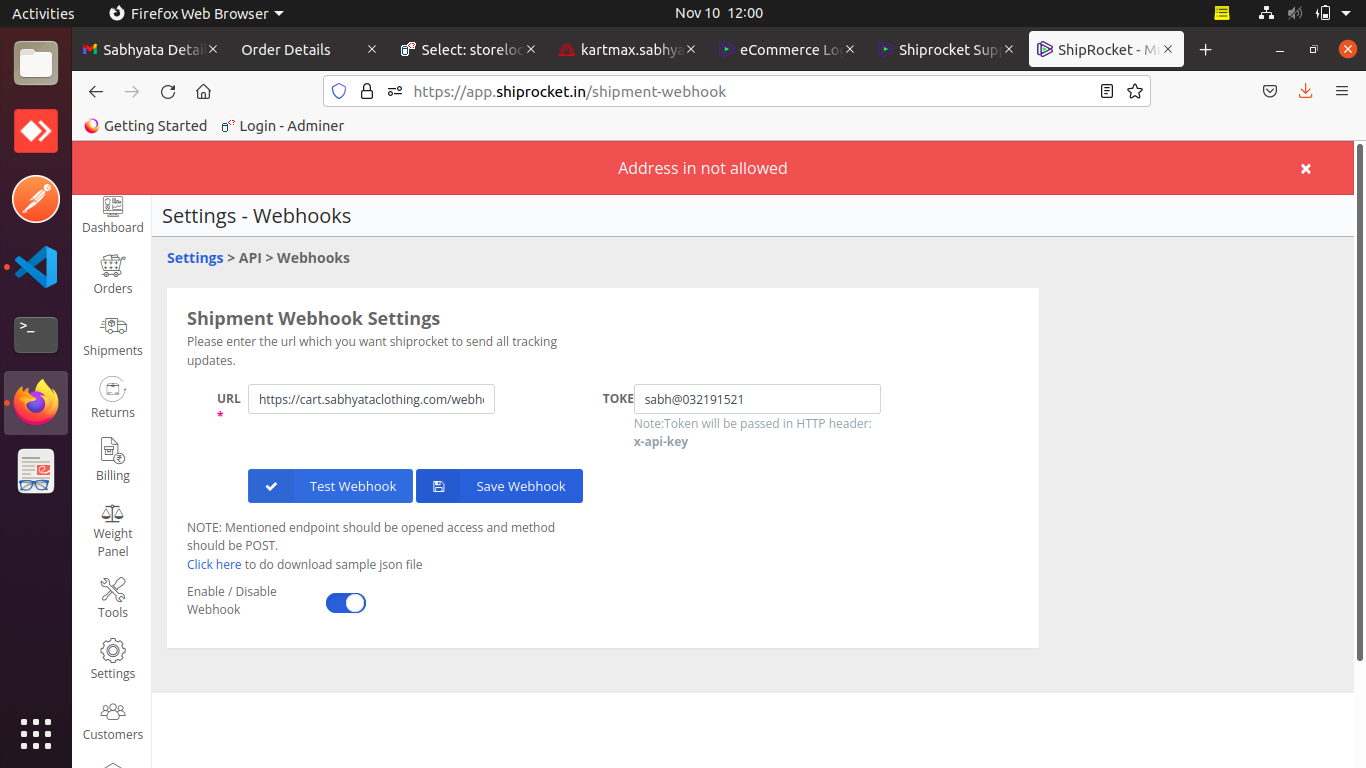 Activities
Firefox Web Browser
Nov 10 12:00
Sabhyata Detai
Order Details
Select: storeloc
kartmax.sabhya
eCommerce Lo
Shiprocket Supp
ShipRocket - Mu
https://app.shiprocket.in/shipment-webhook
Getting Started
Login - Adminer
Address in not allowed
Dashboard
Orders
Shipments
Returns
Billing
Weight
Panel
Tools
Settings
Customers
Settings - Webhooks
Settings > API > Webhooks
Shipment Webhook Settings
Please enter the url which you want shiprocket to send all tracking
updates.
URL
*
https://cart.sabhyataclothing.com/webho
TOKE
sabh@032191521
Note:Token will be passed in HTTP header:
x-api-key
Test Webhook
Save Webhook
NOTE: Mentioned endpoint should be opened access and method
should be POST.
Click here to do download sample json file
Enable / Disable
Webhook